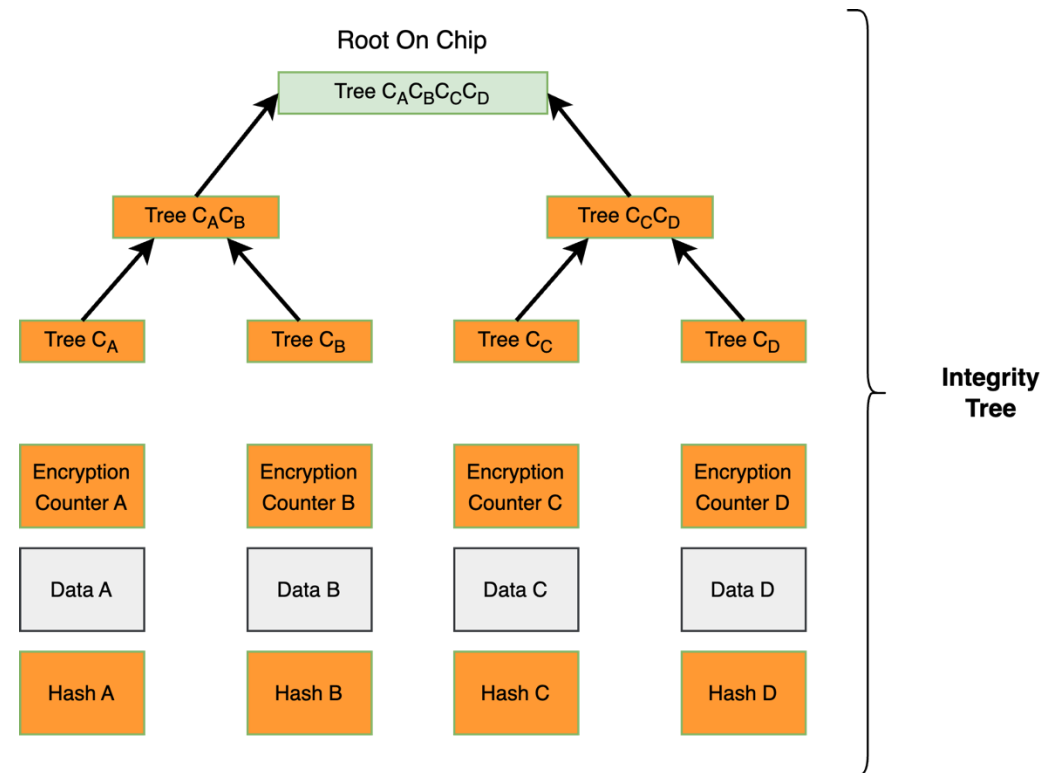 Root On Chip
Tree CACBCCCD
Tree CACB
Tree CCCD
Tree CA
Tree CB
Tree CC
Tree CD
Integrity
Tree
Encryption
Counter A
Encryption
Counter B
Encryption
Counter C
Encryption
Counter D
Data A
Data B
Data C
Data D
Hash A
Hash B
Hash C
Hash D